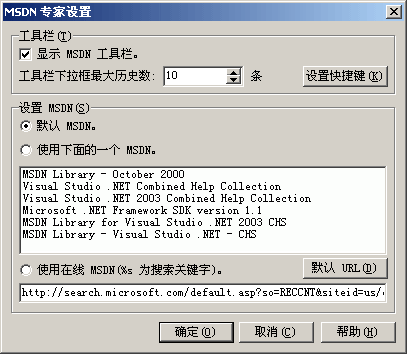 MSDN 专家设置
工具栏(T)
显示 MSDN 工具栏。
工具栏下拉框最大历史数: 10 条 设置快捷键(K)
设置 MSDN(S)
默认 MSDN。
使用下面的一个 MSDN。
MSDN Library - October 2000
Visual Studio .NET Combined Help Collection
Visual Studio .NET 2003 Combined Help Collection
Microsoft .NET Framework SDK version 1.1
MSDN Library for Visual Studio .NET 2003 CHS
MSDN Library - Visual Studio .NET - CHS
使用在线 MSDN(%s 为搜索关键字)。 默认 URL(D)
http://search.microsoft.com/default.asp?so=RECCNT&siteid=us/
确定(O) 取消(C) 帮助(H)